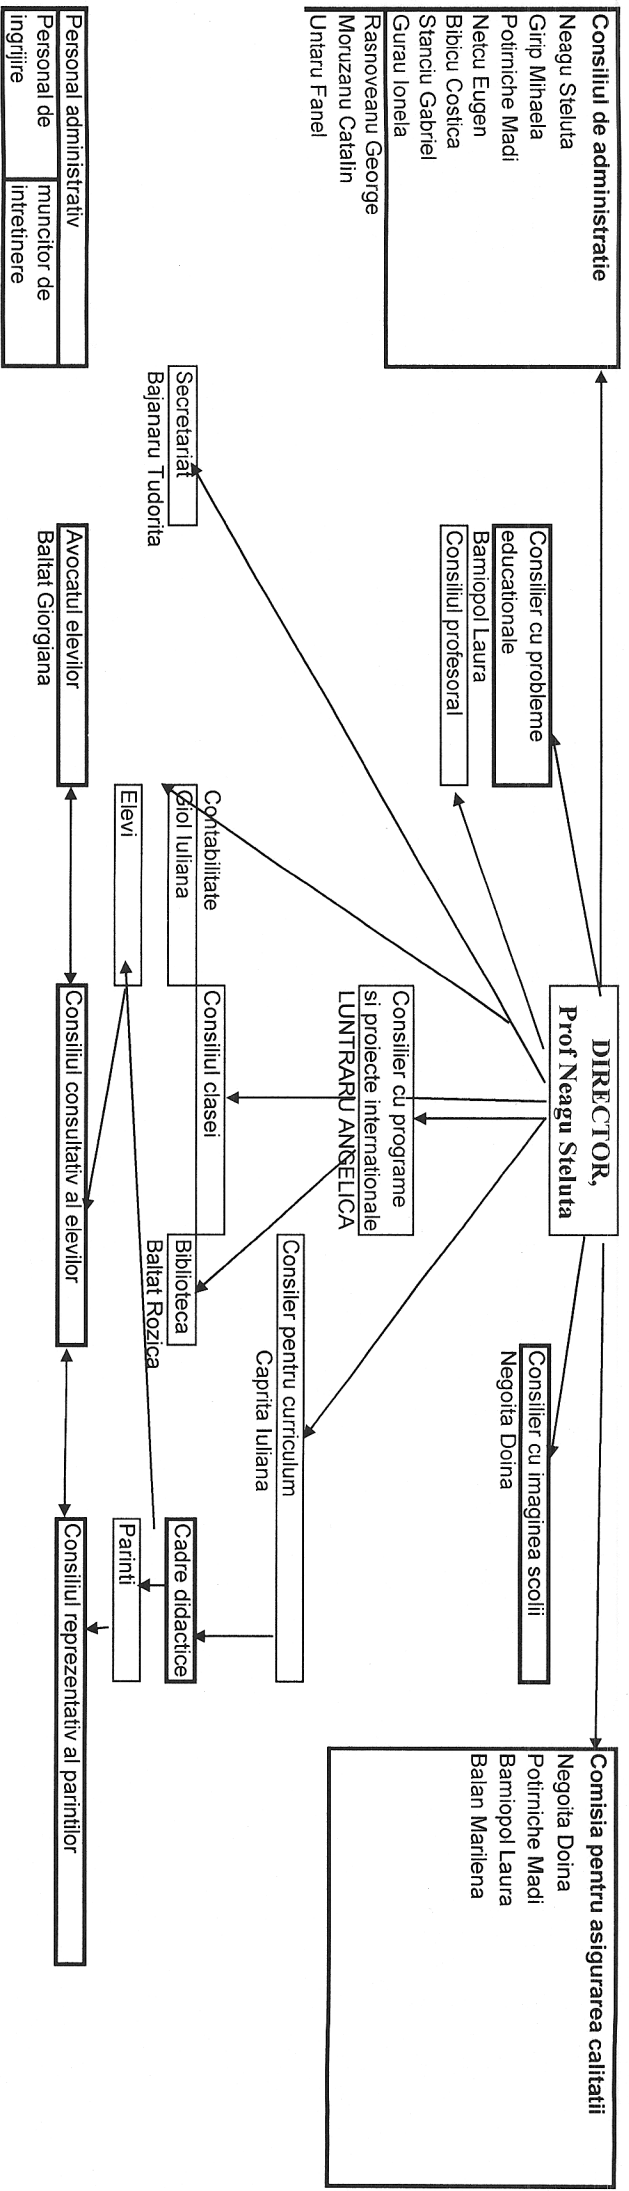 Consiliul de administratie
Neagu Steluta
Girip Mihaela
Potirniche Madi
Netcu Eugen
Bibicu Costica
Stanciu Gabriel
Gurau Ionela
Rasnoveanu George
Moruzanu Catalin
Untaru Fanel
DIRECTOR,
Prof Neagu Steluta
Comisia pentru asigurarea calitatii
Negoita Doina
Potirniche Madi
Bamiopol Laura
Balan Marilena
Consilier cu probleme
educationale
Bamiopol Laura
Consiliul profesoral
Consilier cu imaginea scolii
Negoita Doina
Consilier cu programe
si proiecte internationale
LUNTRARU ANGELICA
Consiler pentru curriculum
Caprita Iuliana
Secretariat
Bajanaru Tudorita
Contabilitate
Giol Iuliana
Consiliul clasei
Biblioteca
Baltat Rozica
Cadre didactice
Elevi
Parinti
Personal administrativ
Personal de
ingrijire
muncitor de
intretinere
Avocatul elevilor
Baltat Giorgiana
Consiliul consultativ al elevilor
Consiliul reprezentativ al parintilor